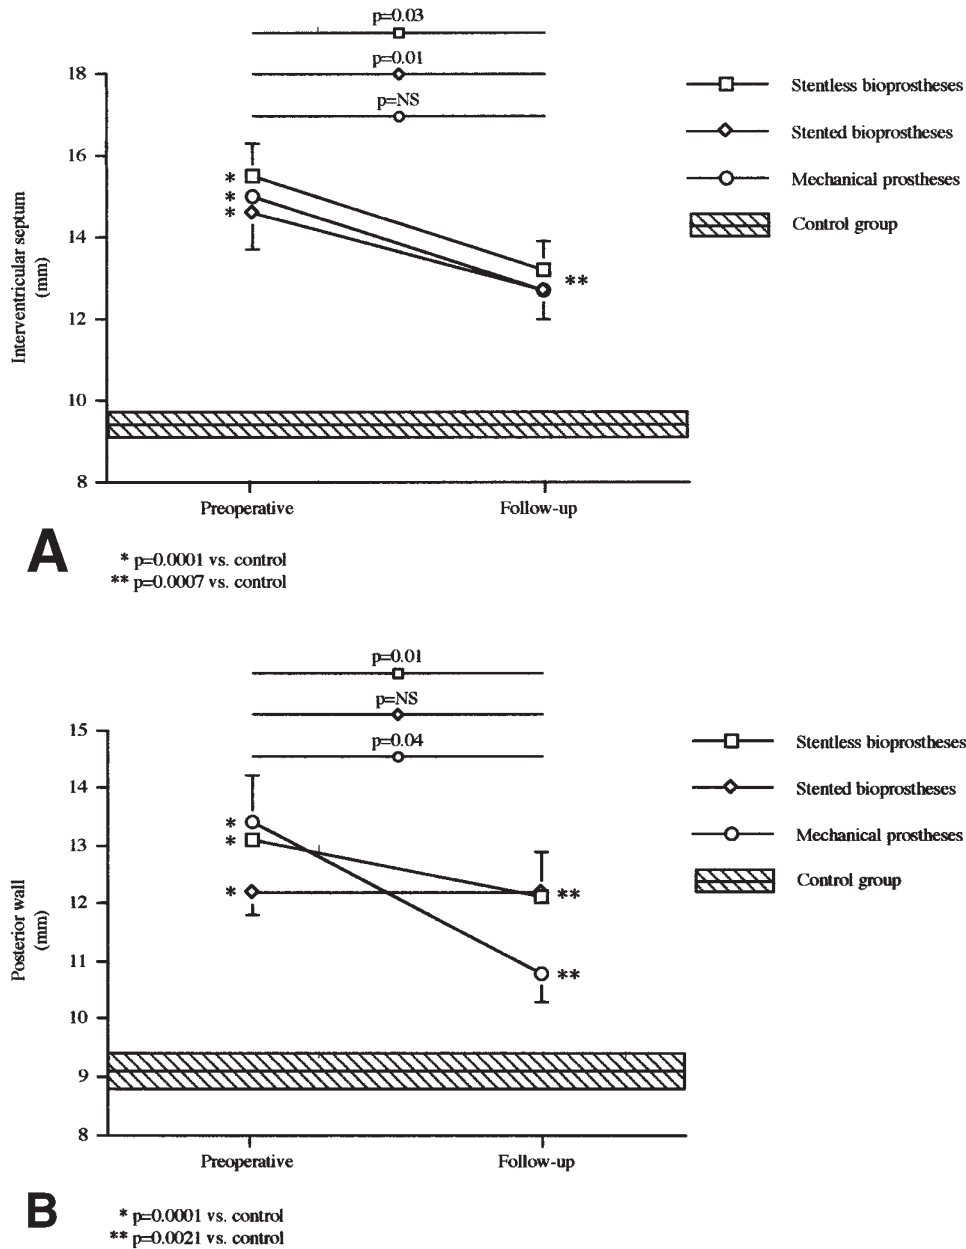 p=0.03
p=0.01
p=NS
18
16
14
12
10
8
Interventricular septum
(mm)
*
*
*
**
Preoperative
Follow-up
Stentless bioprostheses
Stented bioprostheses
Mechanical prostheses
Control group
A
* p=0.0001 vs. control
** p=0.0007 vs. control
p=0.01
p=NS
p=0.04
15
14
13
12
11
10
9
8
Posterior wall
(mm)
*
*
*
**
**
Preoperative
Follow-up
Stentless bioprostheses
Stented bioprostheses
Mechanical prostheses
Control group
B
* p=0.0001 vs. control
** p=0.0021 vs. control